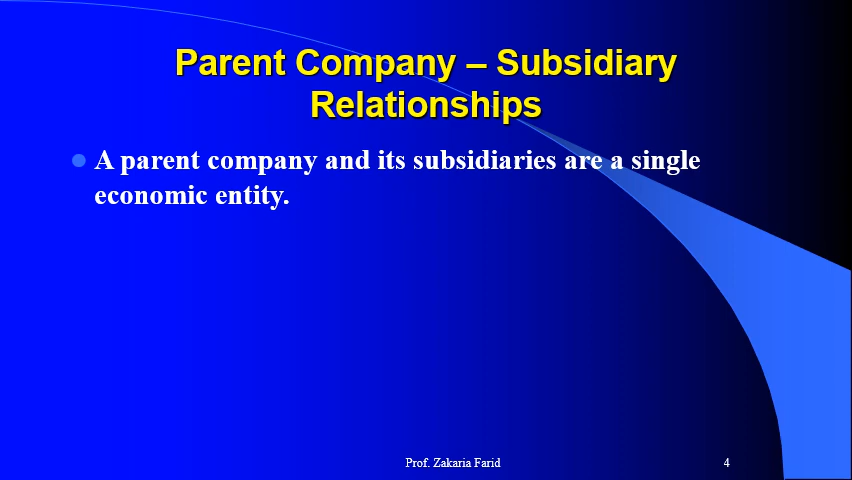 Parent Company – Subsidiary
Relationships
A parent company and its subsidiaries are a single
economic entity.
Prof. Zakaria Farid
4